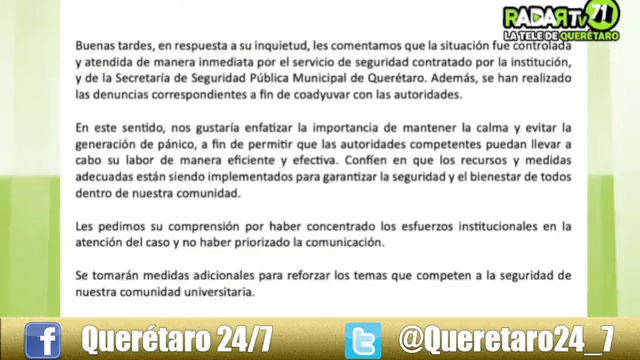 RADARTV 71
LA TELE DE QUERÉTARO
Buenas tardes, en respuesta a su inquietud, les comentamos que la situación fue controlada
y atendida de manera inmediata por el servicio de seguridad contratado por la institución,
y de la Secretaría de Seguridad Pública Municipal de Querétaro. Además, se han realizado
las denuncias correspondientes a fin de coadyuvar con las autoridades.
En este sentido, nos gustaría enfatizar la importancia de mantener la calma y evitar la
generación de pánico, a fin de permitir que las autoridades competentes puedan llevar a
cabo su labor de manera eficiente y efectiva. Confíen en que los recursos y medidas
adecuadas están siendo implementados para garantizar la seguridad y el bienestar de todos
dentro de nuestra comunidad.
Les pedimos su comprensión por haber concentrado los esfuerzos institucionales en la
atención del caso y no haber priorizado la comunicación.
Se tomarán medidas adicionales para reforzar los temas que competen a la seguridad de
nuestra comunidad universitaria.
f Querétaro 24/7 t @Queretaro24_7